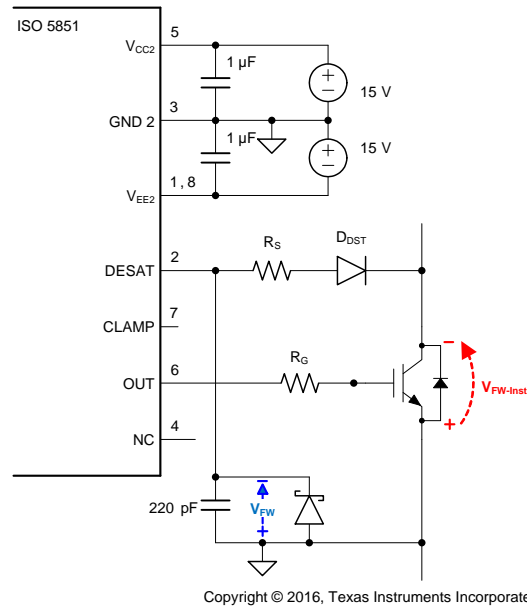 ISO 5851
VCC2
5
1 µF
15 V
GND 2
3
1 µF
15 V
VEE2
1, 8
DESAT
2
RS
DDST
CLAMP
7
OUT
6
RG
VFW-Inst
NC
4
220 pF
VFW
Copyright © 2016, Texas Instruments Incorporate